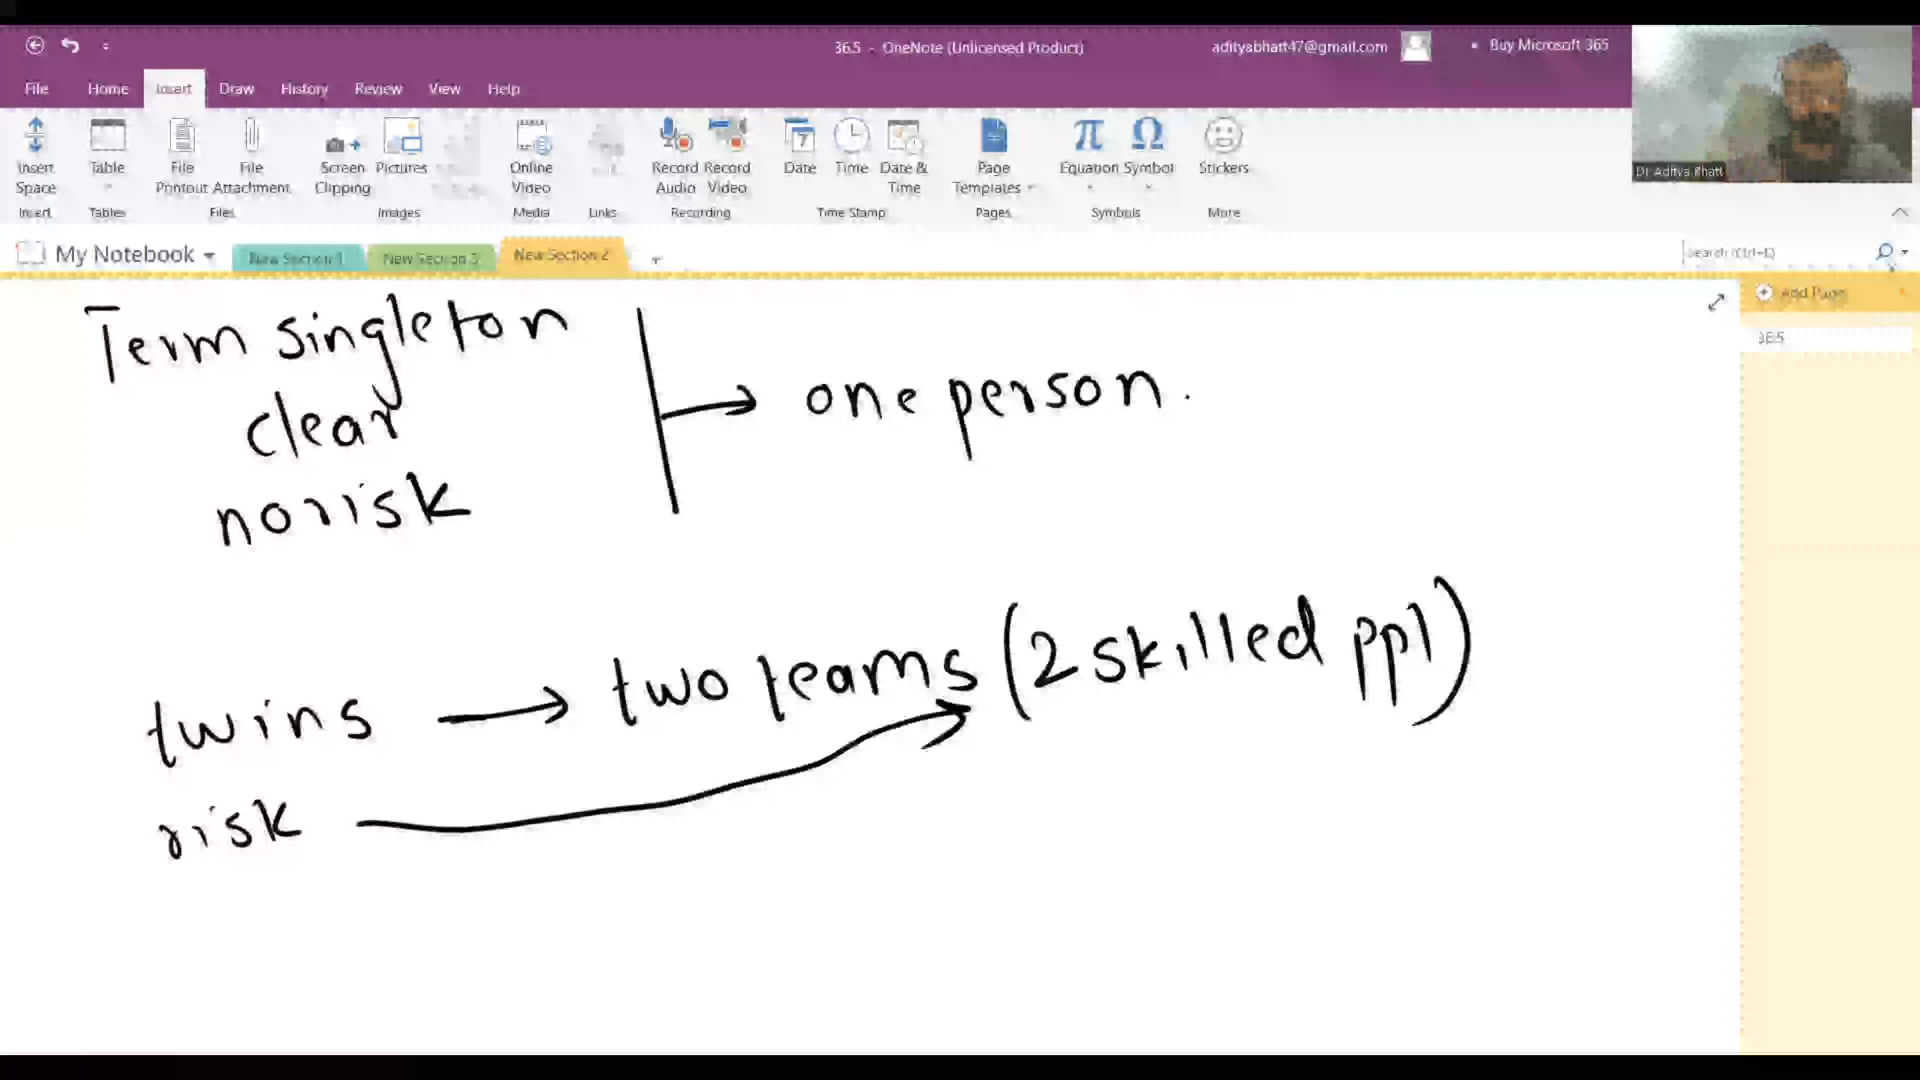 36.5 - OneNote (Unlicensed Product)
adityabhatt47@gmail.com
Buy Microsoft 365
File Home Insert Draw History Review View Help
Insert Space
Table
File Printout
File Attachment
Screen Clipping
Pictures
Online Video
Record Audio
Record Video
Date
Time
Date & Time
Page Templates
Equation
Symbol
Stickers
Insert Tables Files Images Media Links Recording Time Stamp Pages Symbols More
Dr Aditya Bhatt
My Notebook
New Section 1
New Section 3
New Section 2
Search (Ctrl+E)
Add Page
36.5
Term singleton
clear
no risk
one person.
twins → two teams (2 skilled ppl)
risk